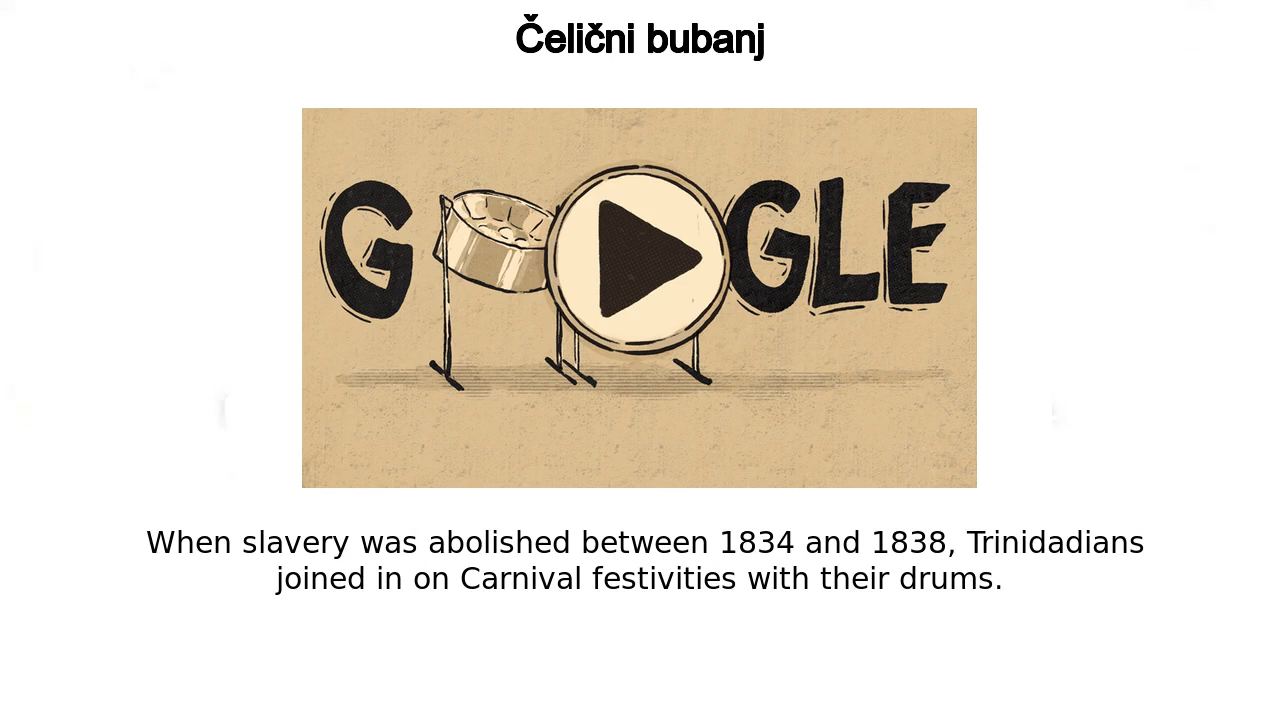 Čelični bubanj
G GLE
When slavery was abolished between 1834 and 1838, Trinidadians
joined in on Carnival festivities with their drums.